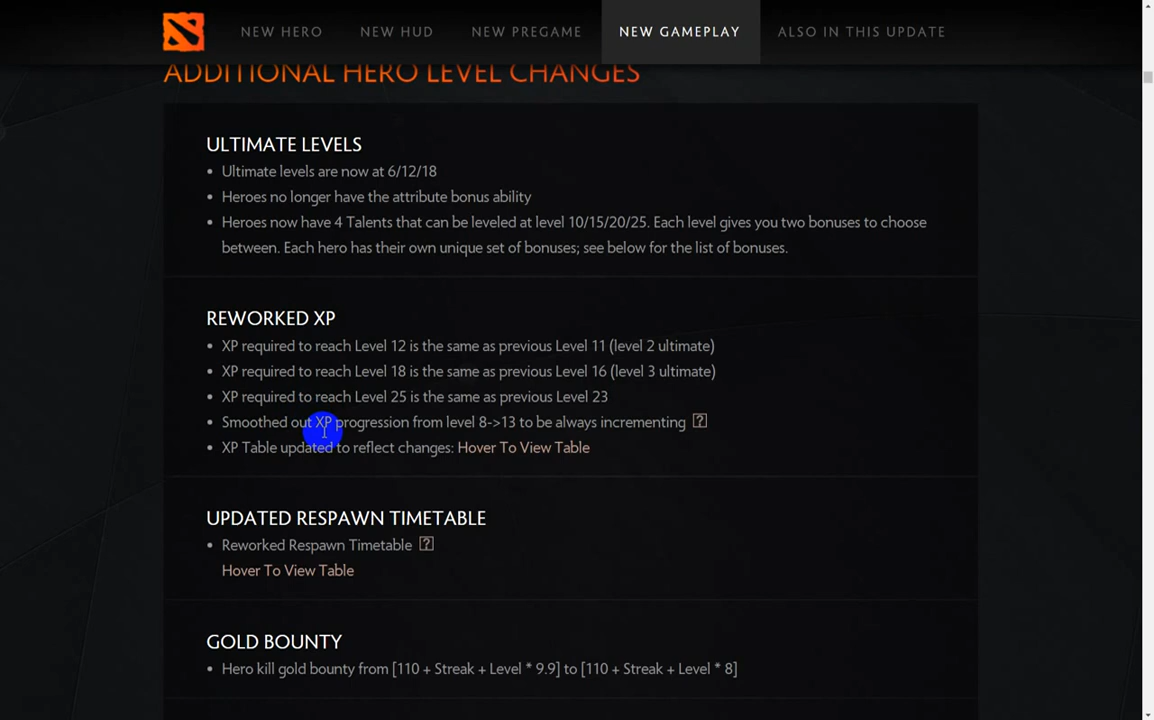 NEW HERO NEW HUD NEW PREGAME NEW GAMEPLAY ALSO IN THIS UPDATE
ADDITIONAL HERO LEVEL CHANGES
ULTIMATE LEVELS
• Ultimate levels are now at 6/12/18
• Heroes no longer have the attribute bonus ability
• Heroes now have 4 Talents that can be leveled at level 10/15/20/25. Each level gives you two bonuses to choose
between. Each hero has their own unique set of bonuses; see below for the list of bonuses.
REWORKED XP
• XP required to reach Level 12 is the same as previous Level 11 (level 2 ultimate)
• XP required to reach Level 18 is the same as previous Level 16 (level 3 ultimate)
• XP required to reach Level 25 is the same as previous Level 23
• Smoothed out XP progression from level 8->13 to be always incrementing ?
• XP Table updated to reflect changes: Hover To View Table
UPDATED RESPAWN TIMETABLE
• Reworked Respawn Timetable ?
Hover To View Table
GOLD BOUNTY
• Hero kill gold bounty from [110 + Streak + Level * 9.9] to [110 + Streak + Level * 8]